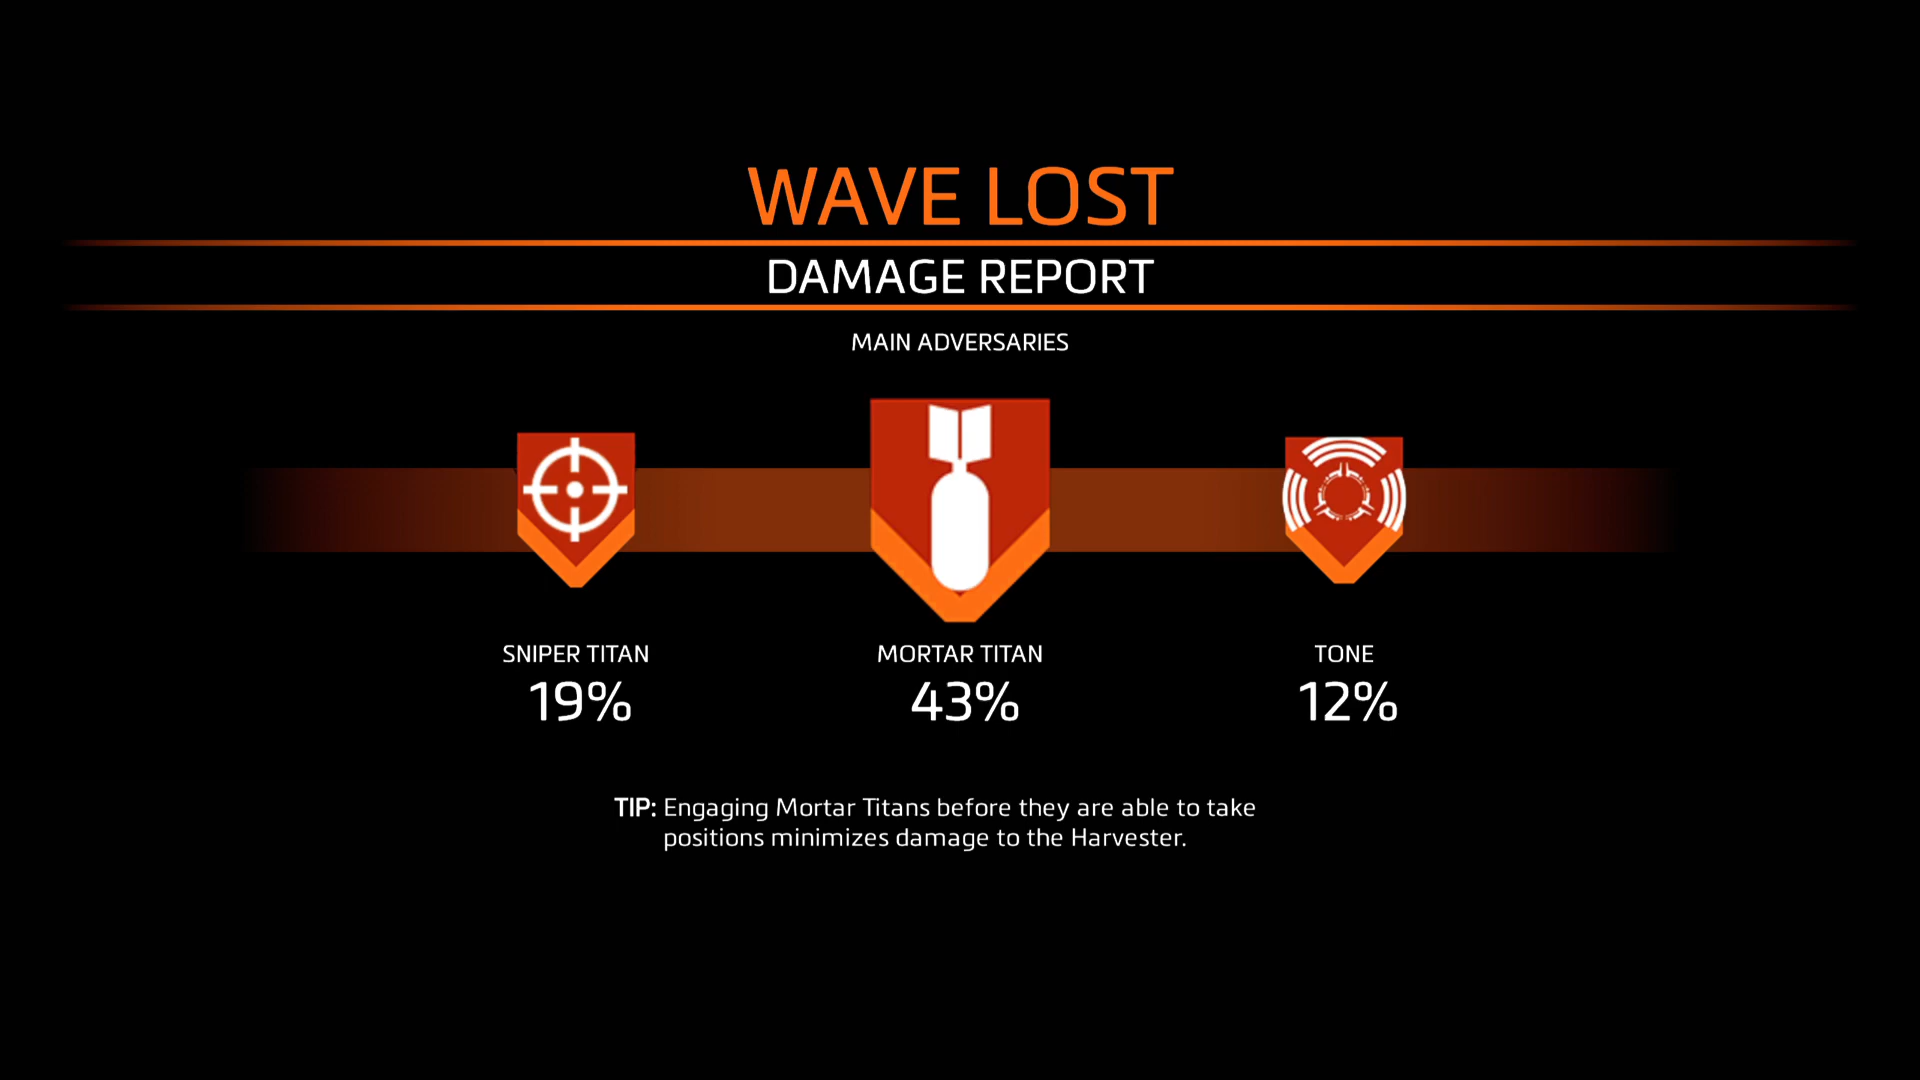 WAVE LOST
DAMAGE REPORT
MAIN ADVERSARIES
SNIPER TITAN
19%
MORTAR TITAN
43%
TONE
12%
TIP: Engaging Mortar Titans before they are able to take
positions minimizes damage to the Harvester.